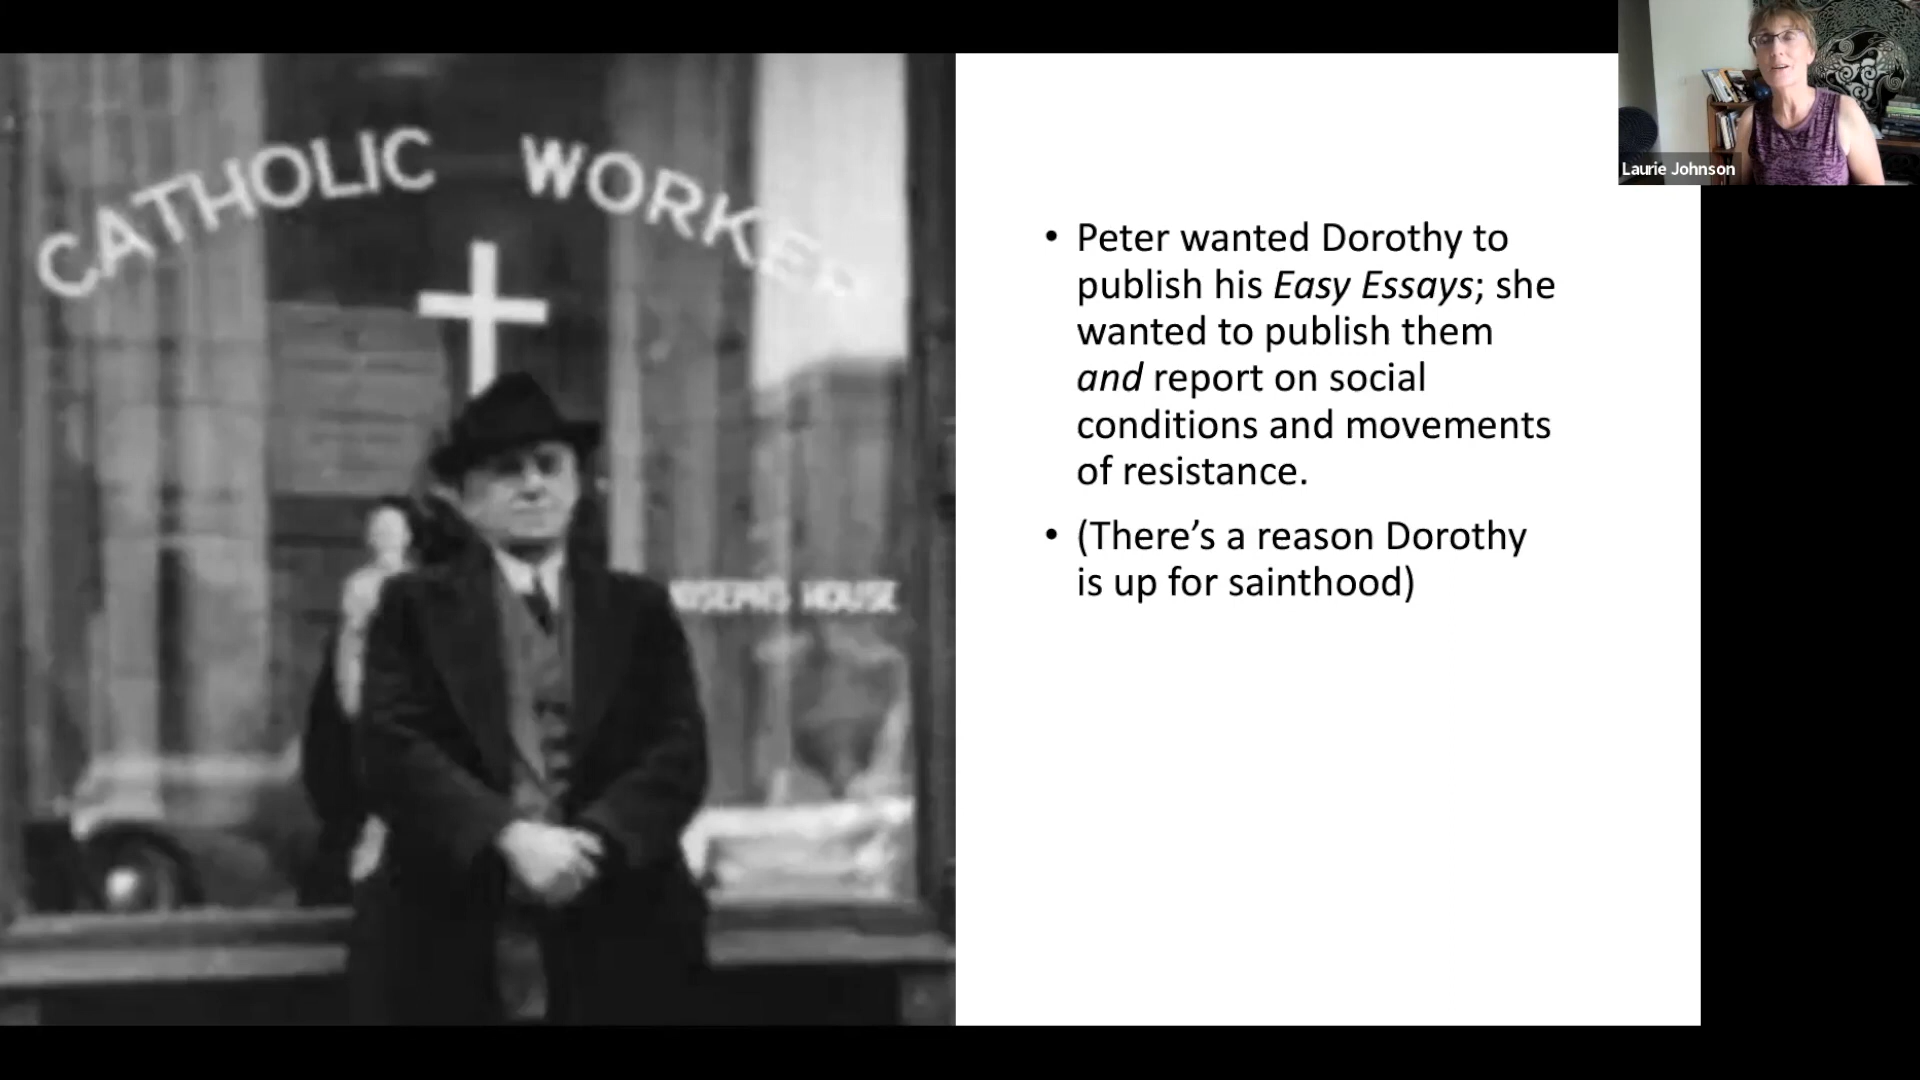 CATHOLIC WORKER
JOSEPH'S HOUSE
Laurie Johnson
• Peter wanted Dorothy to
publish his Easy Essays; she
wanted to publish them
and report on social
conditions and movements
of resistance.
• (There’s a reason Dorothy
is up for sainthood)